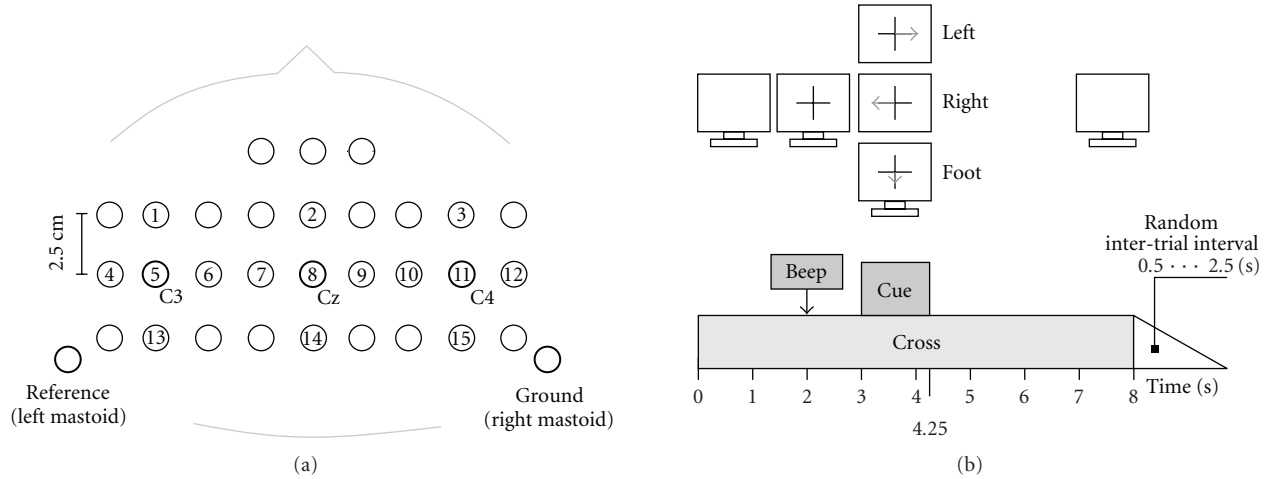 1
2
3
2.5 cm
4
5
6
7
8
9
10
11
12
C3
Cz
C4
13
14
15
Reference
(left mastoid)
Ground
(right mastoid)
(a)
Left
Right
Foot
Random
inter-trial interval
0.5 · · · 2.5 (s)
Beep
Cue
Cross
0 1 2 3 4 5 6 7 8
Time (s)
4.25
(b)